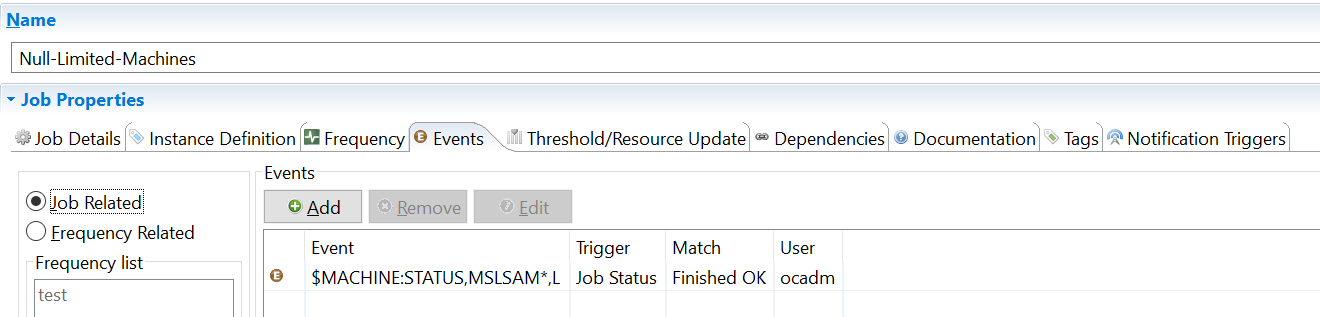 Name
Null-Limited-Machines
Job Properties
Job Details Instance Definition Frequency Events Threshold/Resource Update Dependencies Documentation Tags Notification Triggers
Job Related
Frequency Related
Frequency list
test
Events
Add Remove Edit
Event Trigger Match User
$MACHINE:STATUS,MSLSAM*,L Job Status Finished OK ocadm